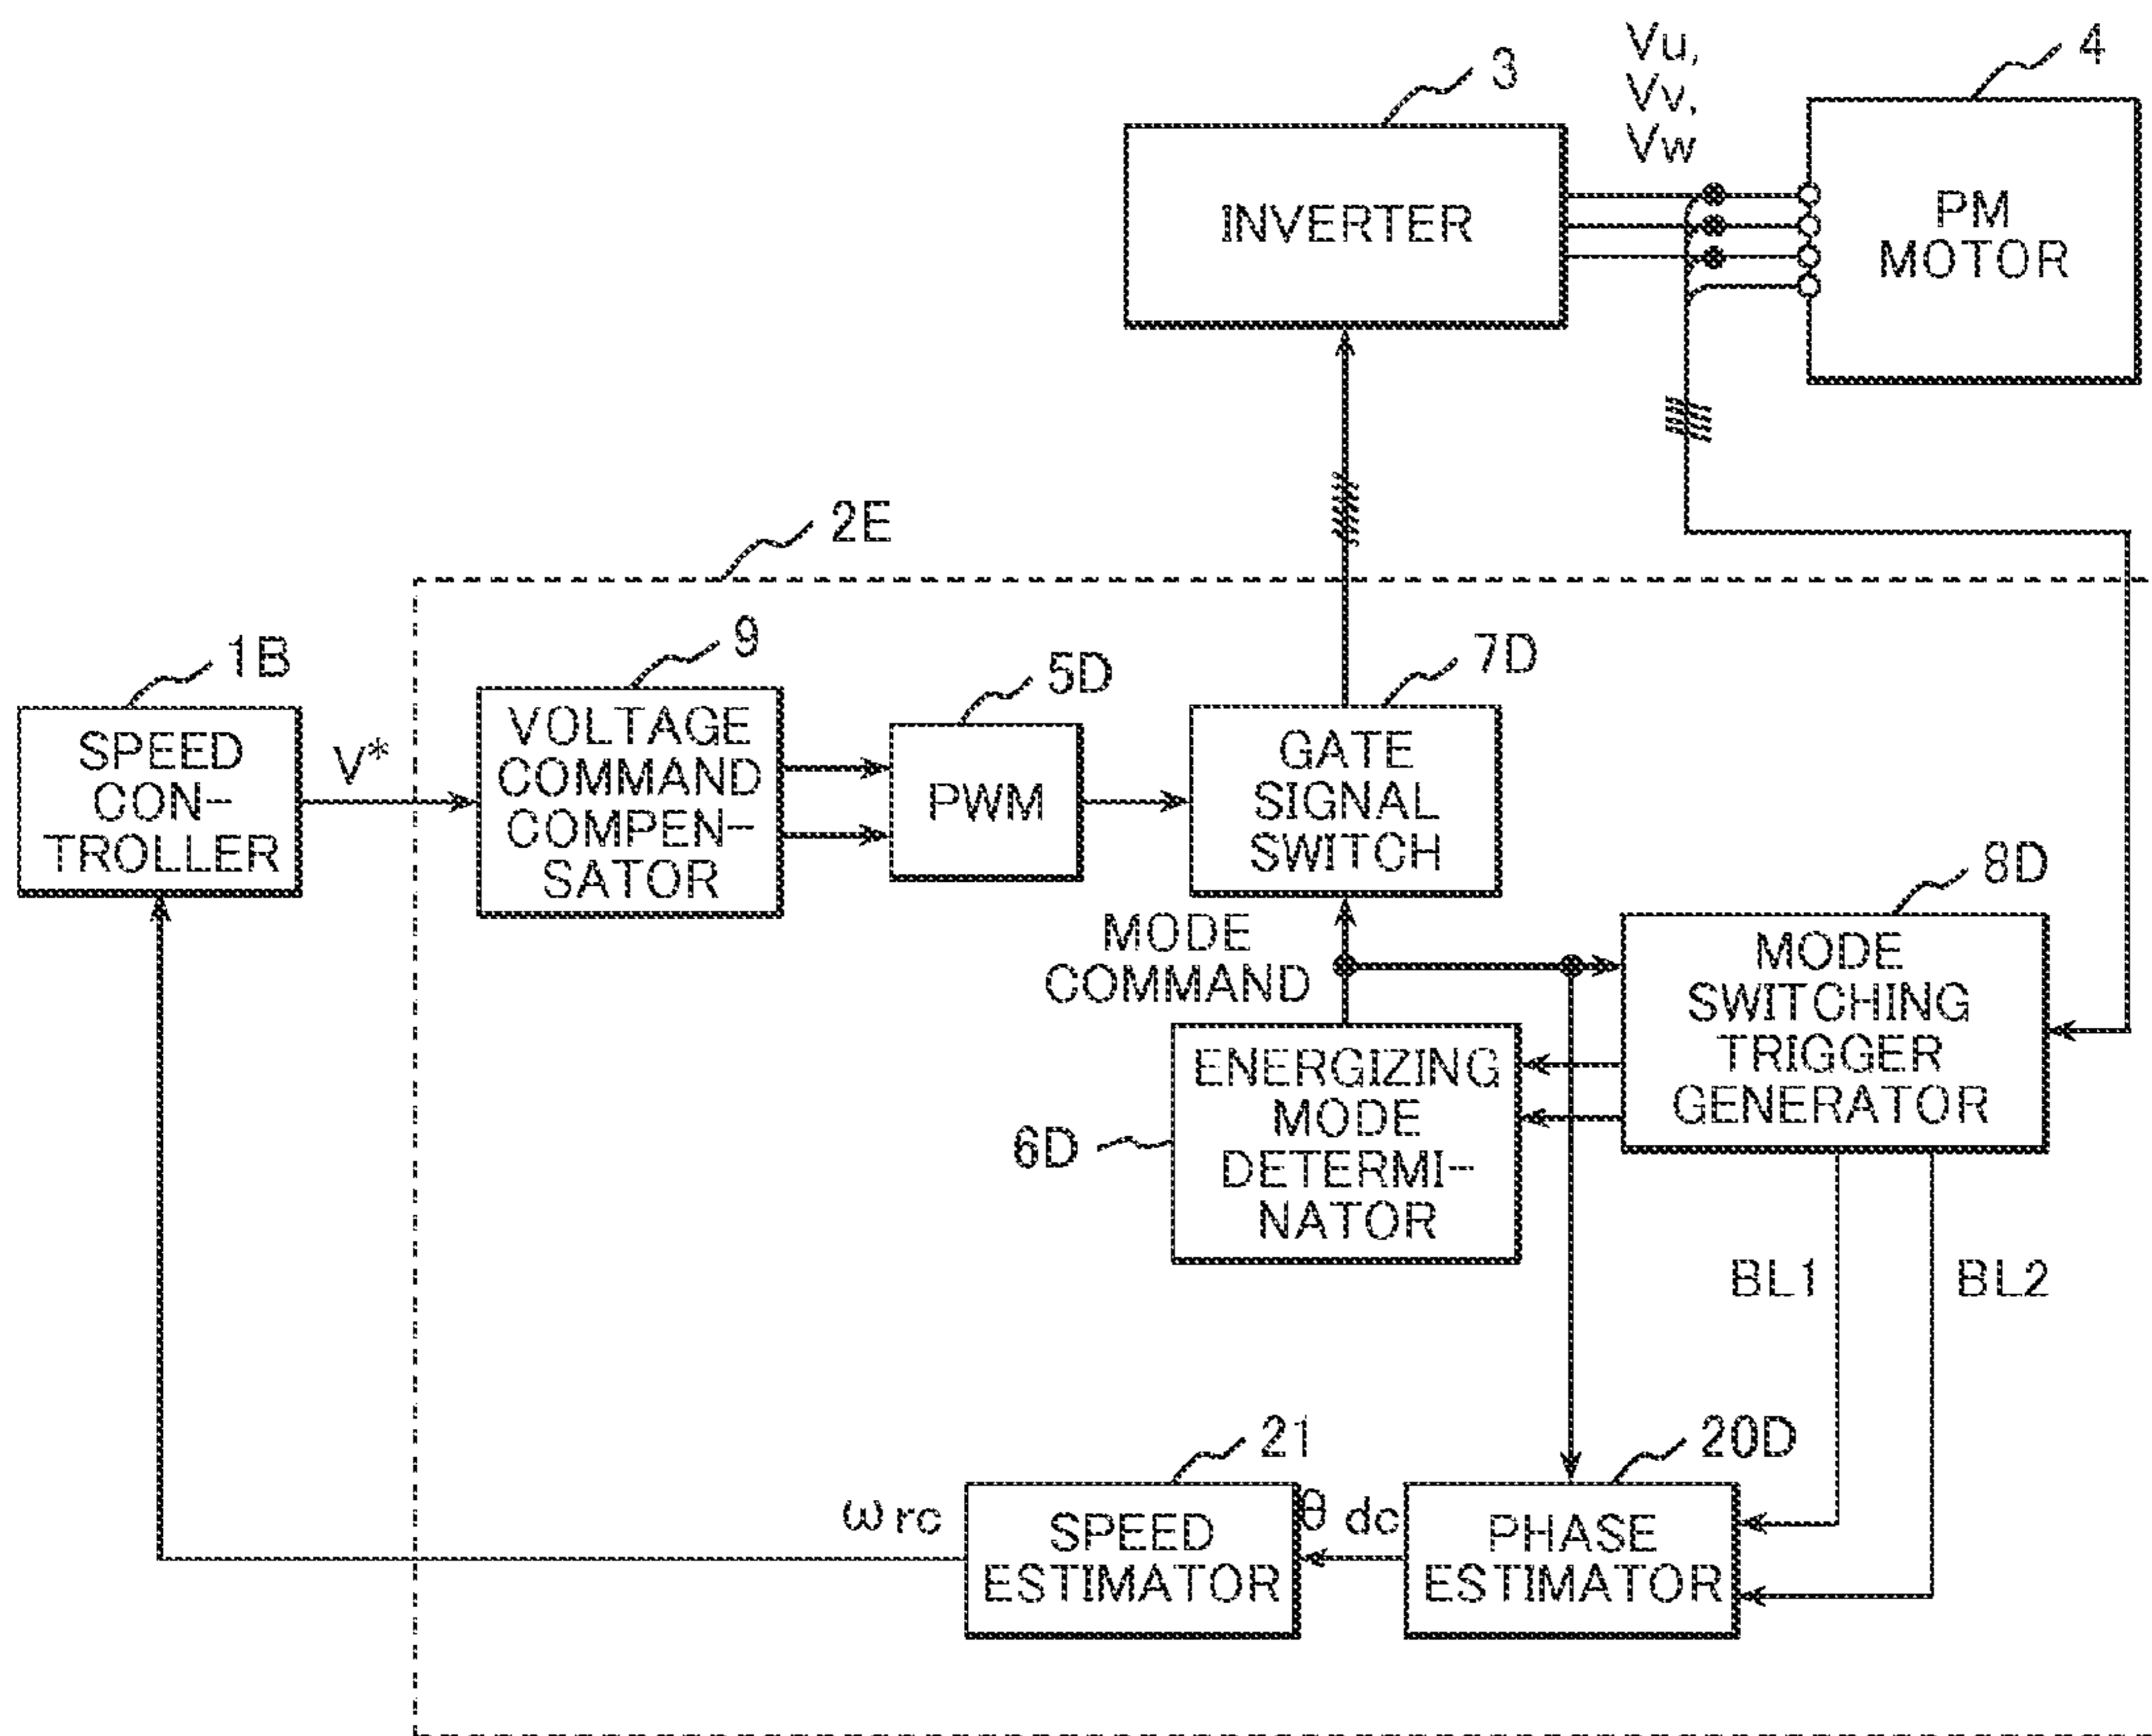 Vu,
Vv,
Vw
3
4
INVERTER
PM
MOTOR
2E
1B
9
5D
7D
SPEED
CON-
TROLLER
V*
VOLTAGE
COMMAND
COMPEN-
SATOR
PWM
GATE
SIGNAL
SWITCH
8D
MODE
COMMAND
MODE
SWITCHING
TRIGGER
GENERATOR
6D
ENERGIZING
MODE
DETERMI-
NATOR
BL1
BL2
21
20D
ωrc
SPEED
ESTIMATOR
θdc
PHASE
ESTIMATOR